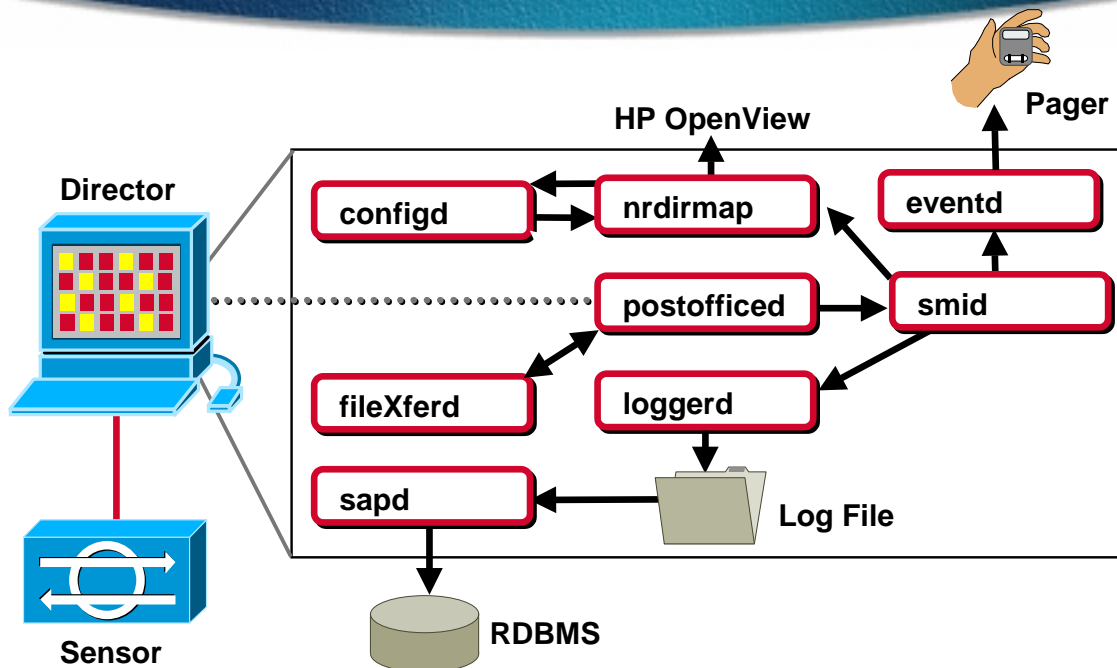 Pager
HP OpenView
Director
configd
nrdirmap
eventd
postofficed
smid
fileXferd
loggerd
sapd
Log File
RDBMS
Sensor